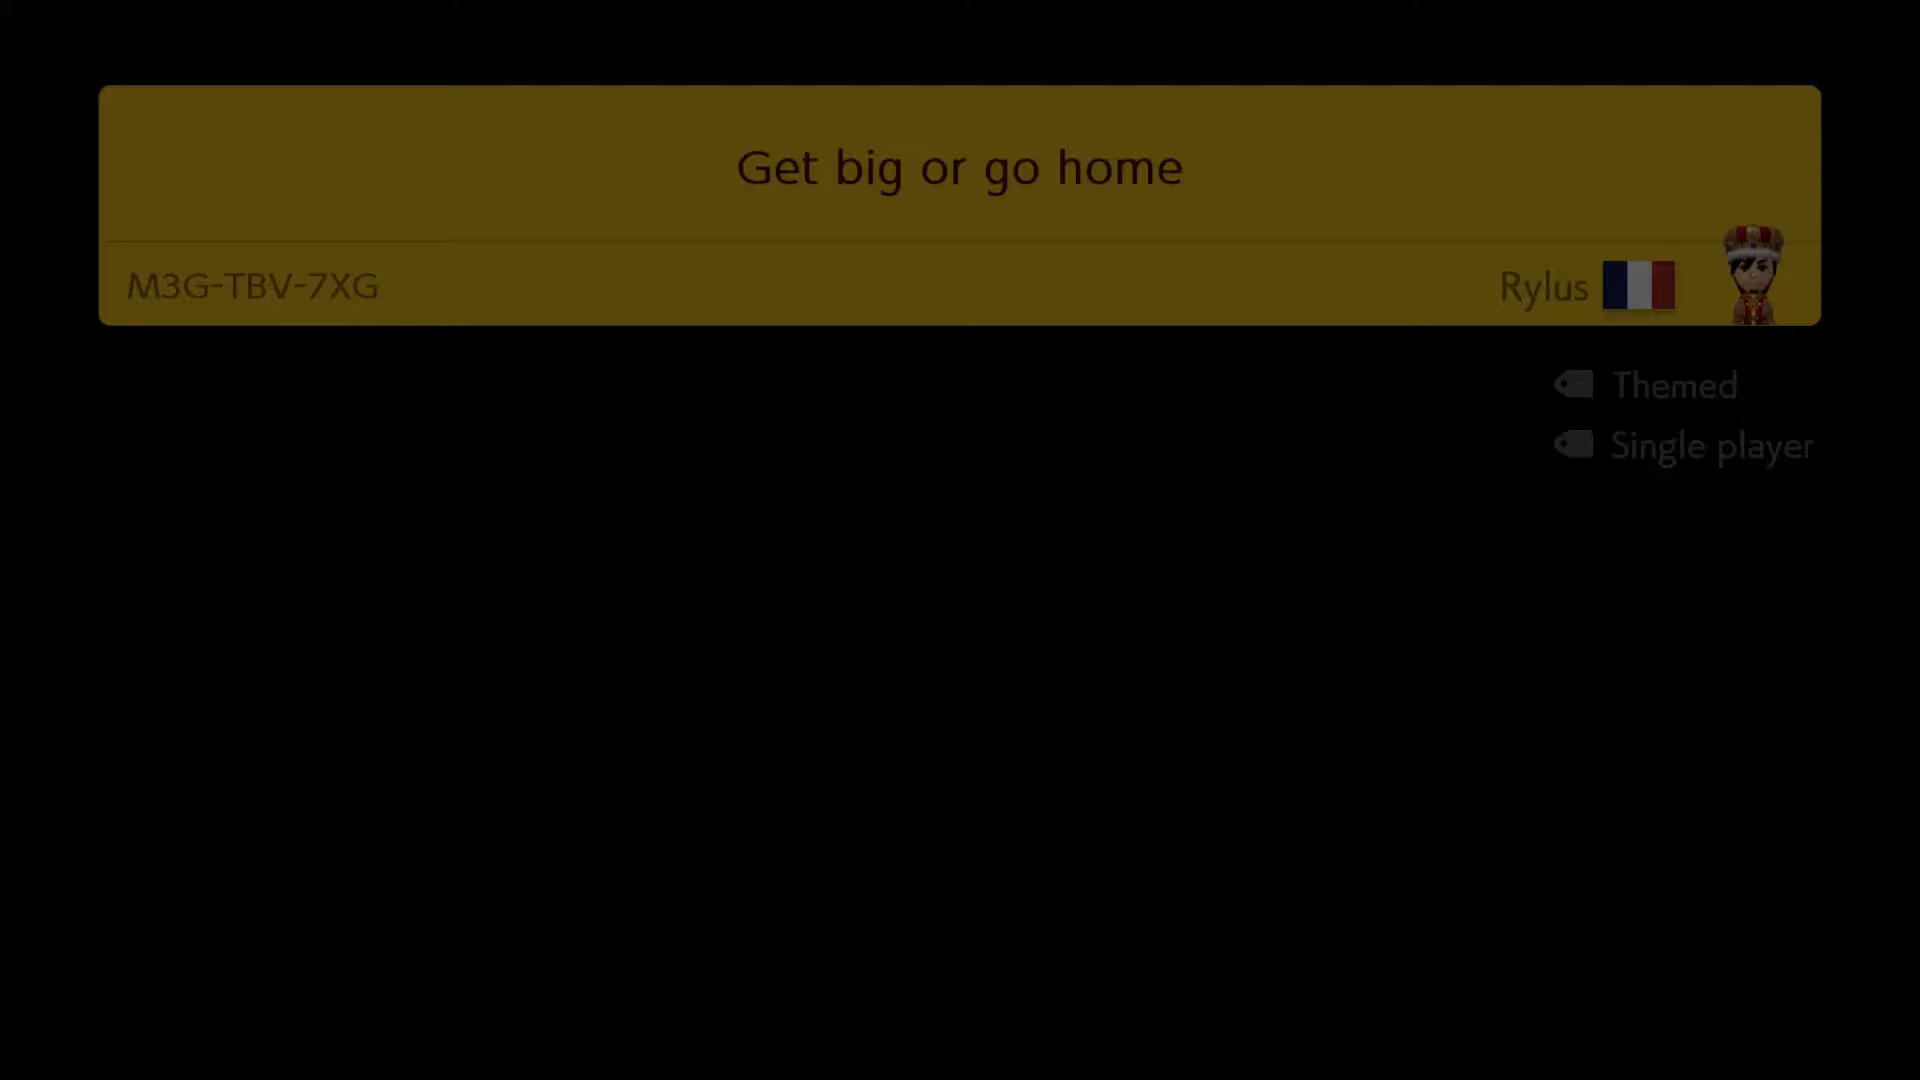 Get big or go home
M3G-TBV-7XG
Rylus
Themed
Single player